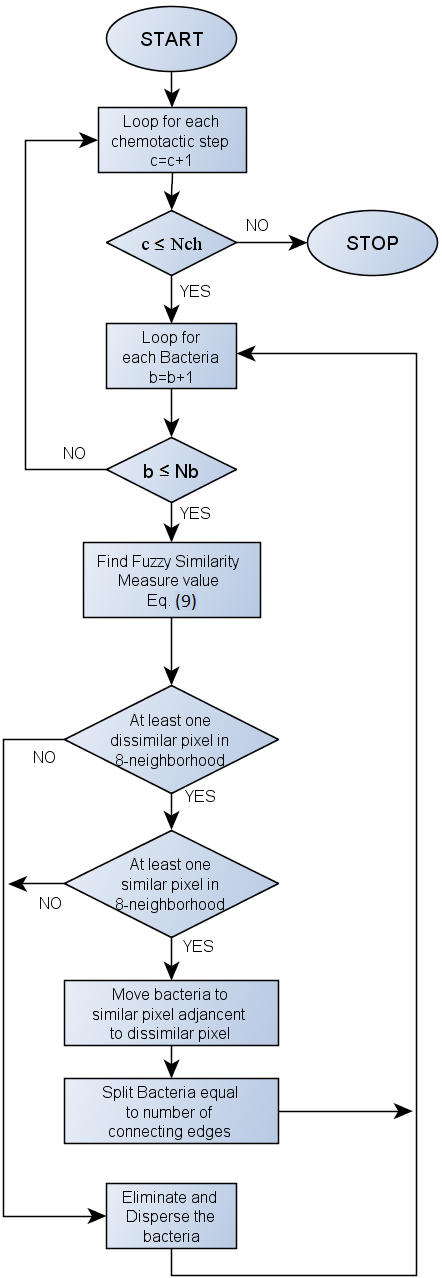 START
Loop for each
chemotactic step
c=c+1
c ≤ Nch
NO
STOP
YES
Loop for
each Bacteria
b=b+1
NO
b ≤ Nb
YES
Find Fuzzy Similarity
Measure value
Eq. (9)
At least one
dissimilar pixel in
8-neighborhood
NO
YES
At least one
similar pixel in
8-neighborhood
NO
YES
Move bacteria to
similar pixel adjancent
to dissimilar pixel
Split Bacteria equal
to number of
connecting edges
Eliminate and
Disperse the
bacteria